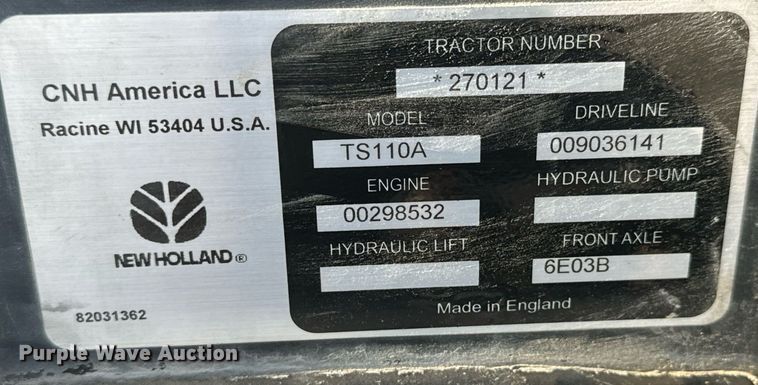 CNH America LLC
Racine WI 53404 U.S.A.
NEW HOLLAND ®
82031362
TRACTOR NUMBER
* 270121 *
MODEL
TS110A
DRIVELINE
009036141
ENGINE
00298532
HYDRAULIC PUMP
HYDRAULIC LIFT
FRONT AXLE
6E03B
Made in England
Purple Wave Auction